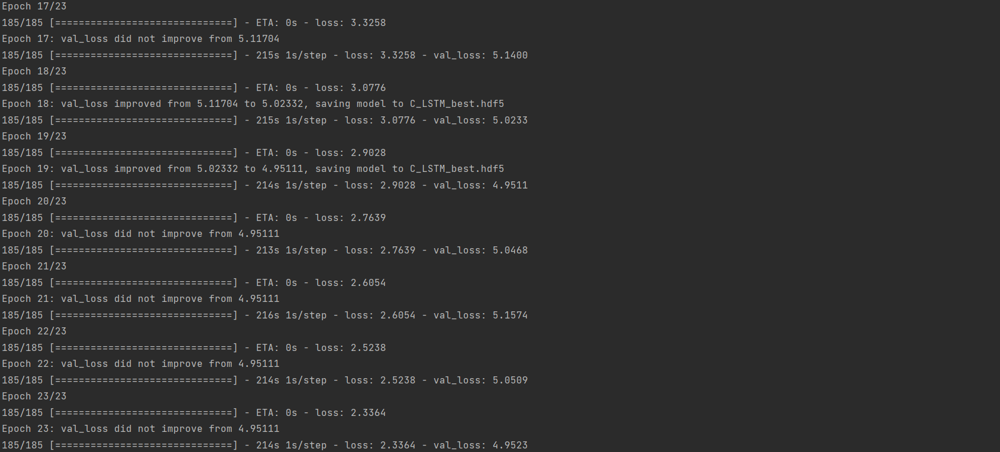 Epoch 17/23
185/185 [==============================] - ETA: 0s - loss: 3.3258
Epoch 17: val_loss did not improve from 5.11704
185/185 [==============================] - 215s 1s/step - loss: 3.3258 - val_loss: 5.1400
Epoch 18/23
185/185 [==============================] - ETA: 0s - loss: 3.0776
Epoch 18: val_loss improved from 5.11704 to 5.02332, saving model to C_LSTM_best.hdf5
185/185 [==============================] - 215s 1s/step - loss: 3.0776 - val_loss: 5.0233
Epoch 19/23
185/185 [==============================] - ETA: 0s - loss: 2.9028
Epoch 19: val_loss improved from 5.02332 to 4.95111, saving model to C_LSTM_best.hdf5
185/185 [==============================] - 214s 1s/step - loss: 2.9028 - val_loss: 4.9511
Epoch 20/23
185/185 [==============================] - ETA: 0s - loss: 2.7639
Epoch 20: val_loss did not improve from 4.95111
185/185 [==============================] - 213s 1s/step - loss: 2.7639 - val_loss: 5.0468
Epoch 21/23
185/185 [==============================] - ETA: 0s - loss: 2.6054
Epoch 21: val_loss did not improve from 4.95111
185/185 [==============================] - 216s 1s/step - loss: 2.6054 - val_loss: 5.1574
Epoch 22/23
185/185 [==============================] - ETA: 0s - loss: 2.5238
Epoch 22: val_loss did not improve from 4.95111
185/185 [==============================] - 214s 1s/step - loss: 2.5238 - val_loss: 5.0509
Epoch 23/23
185/185 [==============================] - ETA: 0s - loss: 2.3364
Epoch 23: val_loss did not improve from 4.95111
185/185 [==============================] - 214s 1s/step - loss: 2.3364 - val_loss: 4.9523